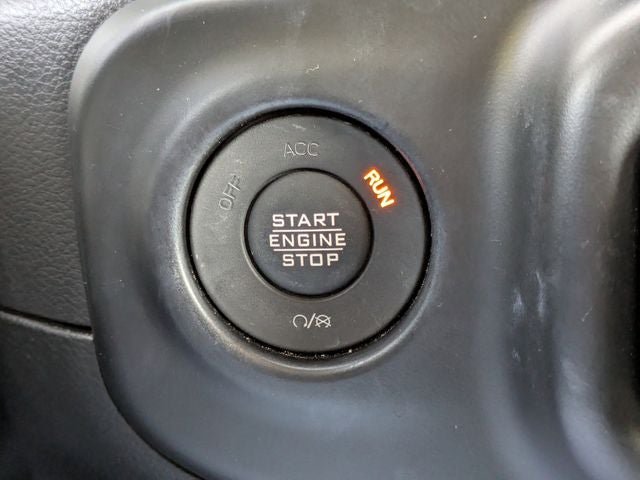 OFF
ACC
RUN
START
ENGINE
STOP